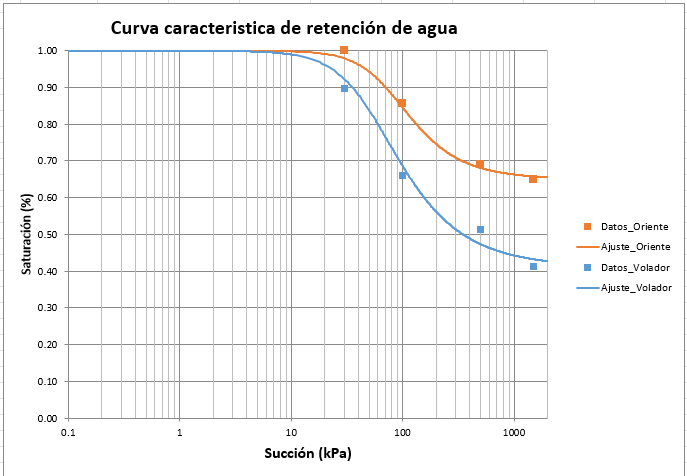 Curva caracteristica de retención de agua
1.00
0.90
0.80
0.70
0.60
0.50
0.40
0.30
0.20
0.10
0.00
Saturación (%)
0.1 1 10 100 1000
Succión (kPa)
Datos_Oriente
Ajuste_Oriente
Datos_Volador
Ajuste_Volador